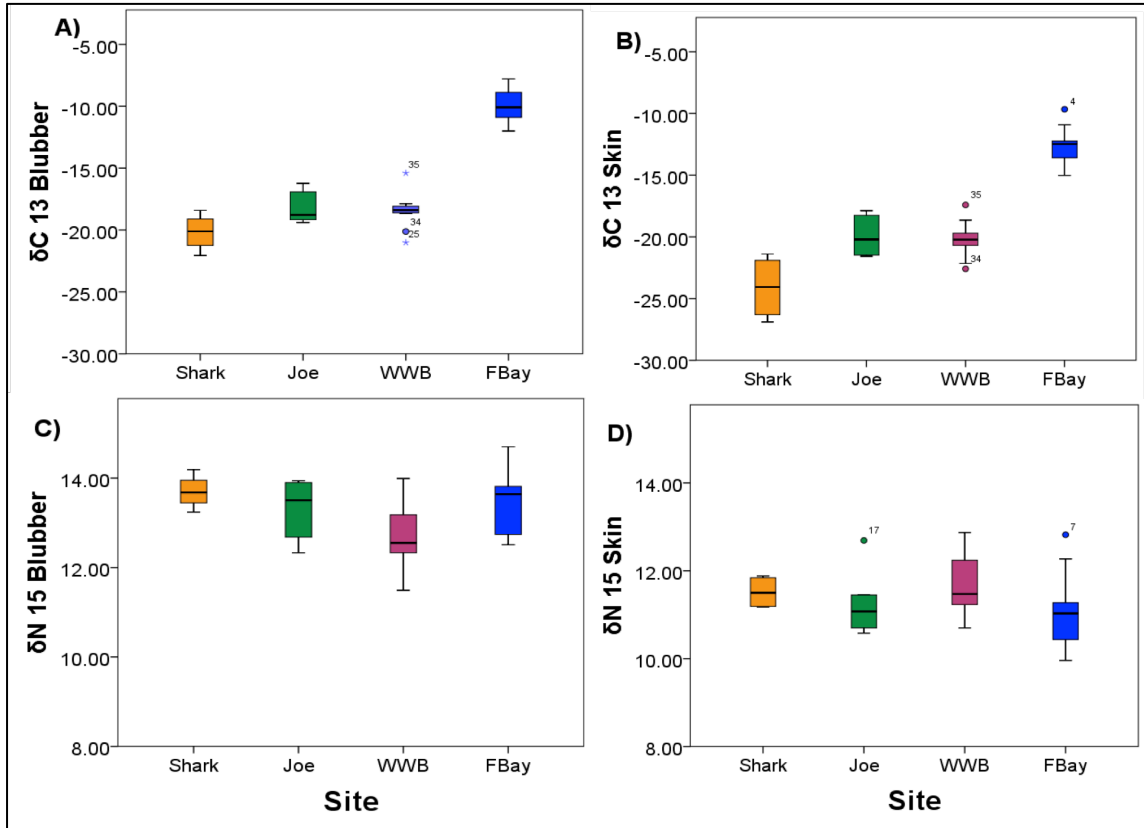 A)
δC 13 Blubber
-5.00
-10.00
-15.00
-20.00
-25.00
-30.00
35
34
25
Shark Joe WWB FBay
B)
δC 13 Skin
-5.00
-10.00
-15.00
-20.00
-25.00
-30.00
4
35
34
Shark Joe WWB FBay
C)
δN 15 Blubber
14.00
12.00
10.00
8.00
Shark Joe WWB FBay
Site
D)
δN 15 Skin
14.00
12.00
10.00
8.00
17
7
Shark Joe WWB FBay
Site